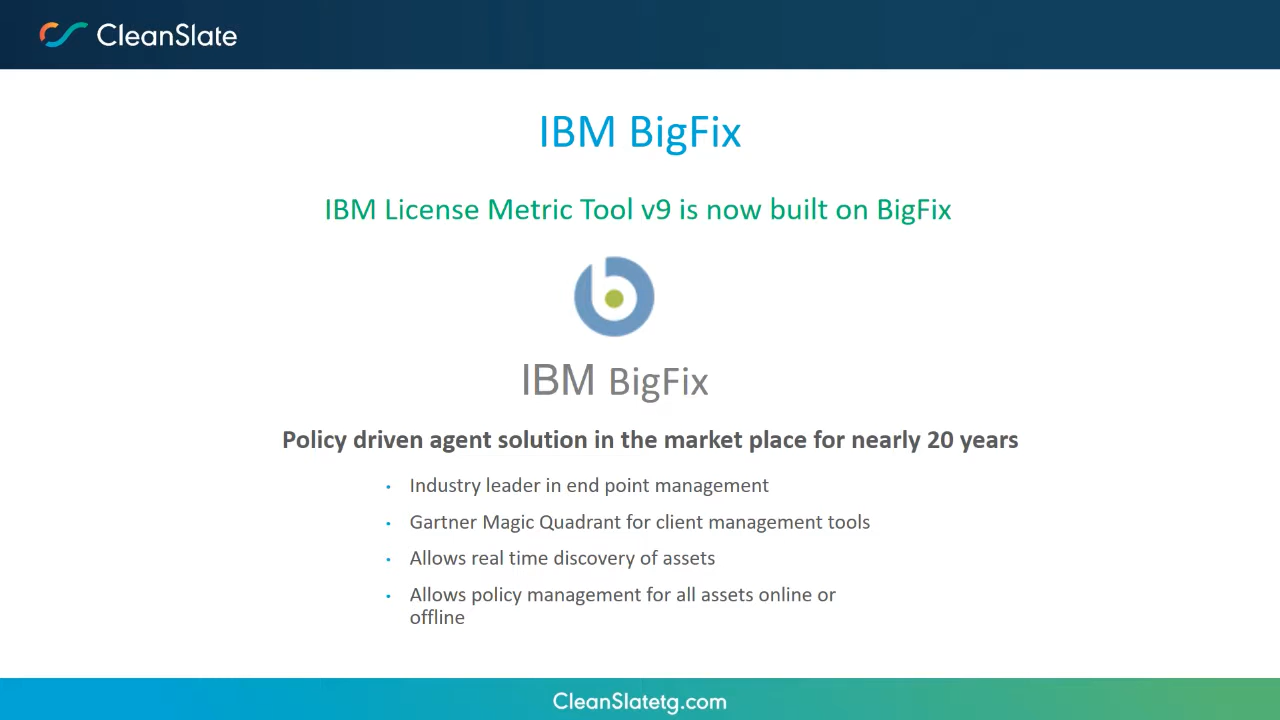 CleanSlate
IBM BigFix
IBM License Metric Tool v9 is now built on BigFix
IBM BigFix
Policy driven agent solution in the market place for nearly 20 years
• Industry leader in end point management
• Gartner Magic Quadrant for client management tools
• Allows real time discovery of assets
• Allows policy management for all assets online or
offline
CleanSlatetg.com